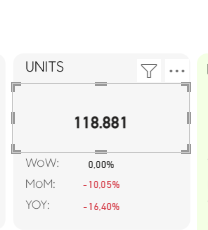 UNITS
118.881
WoW: 0,00%
MoM: -10,05%
YOY: -16,40%